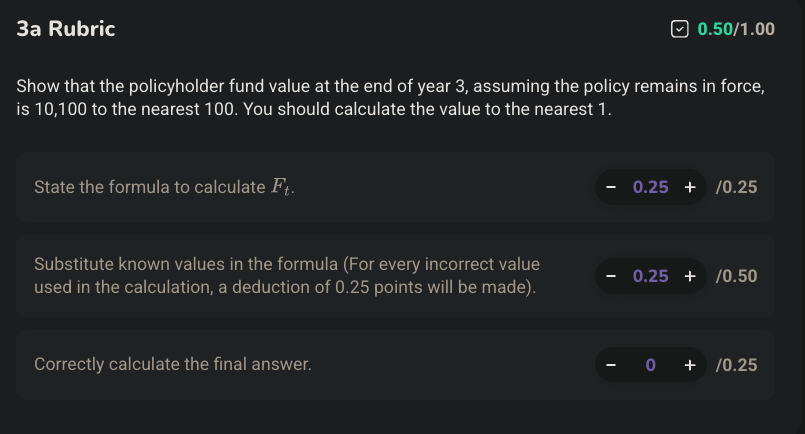 3a Rubric
0.50/1.00
Show that the policyholder fund value at the end of year 3, assuming the policy remains in force,
is 10,100 to the nearest 100. You should calculate the value to the nearest 1.
State the formula to calculate Fₜ.
− 0.25 + /0.25
Substitute known values in the formula (For every incorrect value
used in the calculation, a deduction of 0.25 points will be made).
− 0.25 + /0.50
Correctly calculate the final answer.
− 0 + /0.25